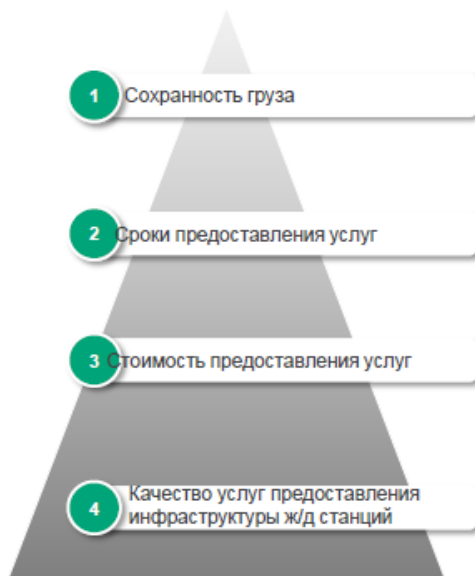 1 Сохранность груза
2 Сроки предоставления услуг
3 Стоимость предоставления услуг
4 Качество услуг предоставления
инфраструктуры ж/д станций